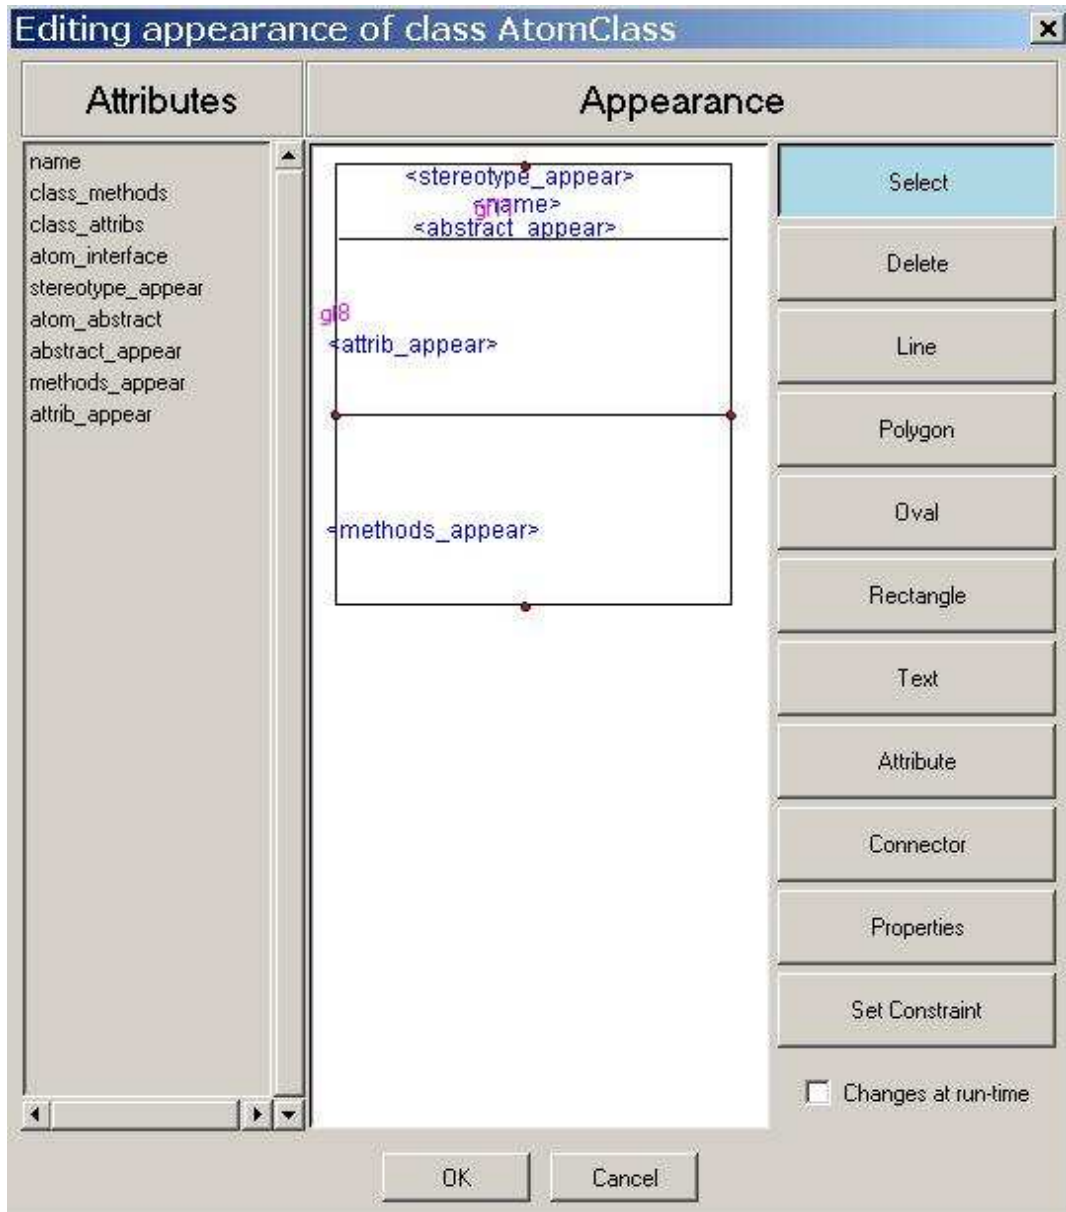 Editing appearance of class AtomClass
Attributes
Appearance
name
class_methods
class_attribs
atom_interface
stereotype_appear
atom_abstract
abstract_appear
methods_appear
attrib_appear
<stereotype_appear>
<name>
<abstract_appear>
gf8
<attrib_appear>
<methods_appear>
Select
Delete
Line
Polygon
Oval
Rectangle
Text
Attribute
Connector
Properties
Set Constraint
Changes at run-time
OK
Cancel